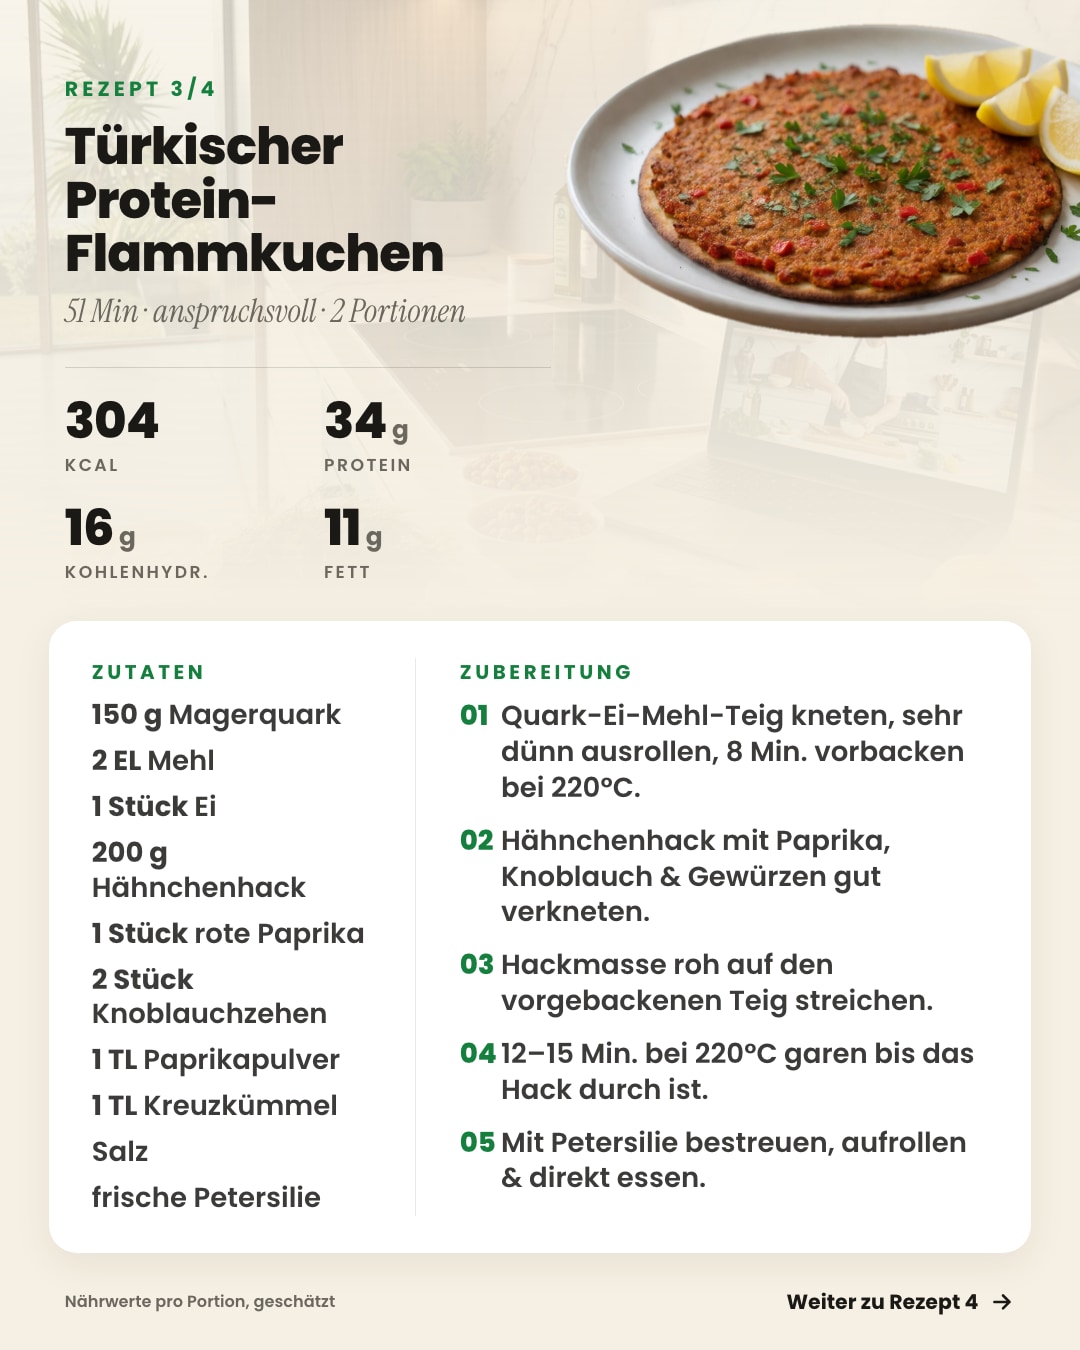 REZEPT 3/4
Türkischer
Protein-
Flammkuchen
51 Min · anspruchsvoll · 2 Portionen
304
KCAL
34 g
PROTEIN
16 g
KOHLENHYDR.
11 g
FETT
ZUTATEN
150 g Magerquark
2 EL Mehl
1 Stück Ei
200 g
Hähnchenhack
1 Stück rote Paprika
2 Stück
Knoblauchzehen
1 TL Paprikapulver
1 TL Kreuzkümmel
Salz
frische Petersilie
ZUBEREITUNG
01 Quark-Ei-Mehl-Teig kneten, sehr
dünn ausrollen, 8 Min. vorbacken
bei 220°C.
02 Hähnchenhack mit Paprika,
Knoblauch & Gewürzen gut
verkneten.
03 Hackmasse roh auf den
vorgebackenen Teig streichen.
04 12–15 Min. bei 220°C garen bis das
Hack durch ist.
05 Mit Petersilie bestreuen, aufrollen
& direkt essen.
Nährwerte pro Portion, geschätzt
Weiter zu Rezept 4 →